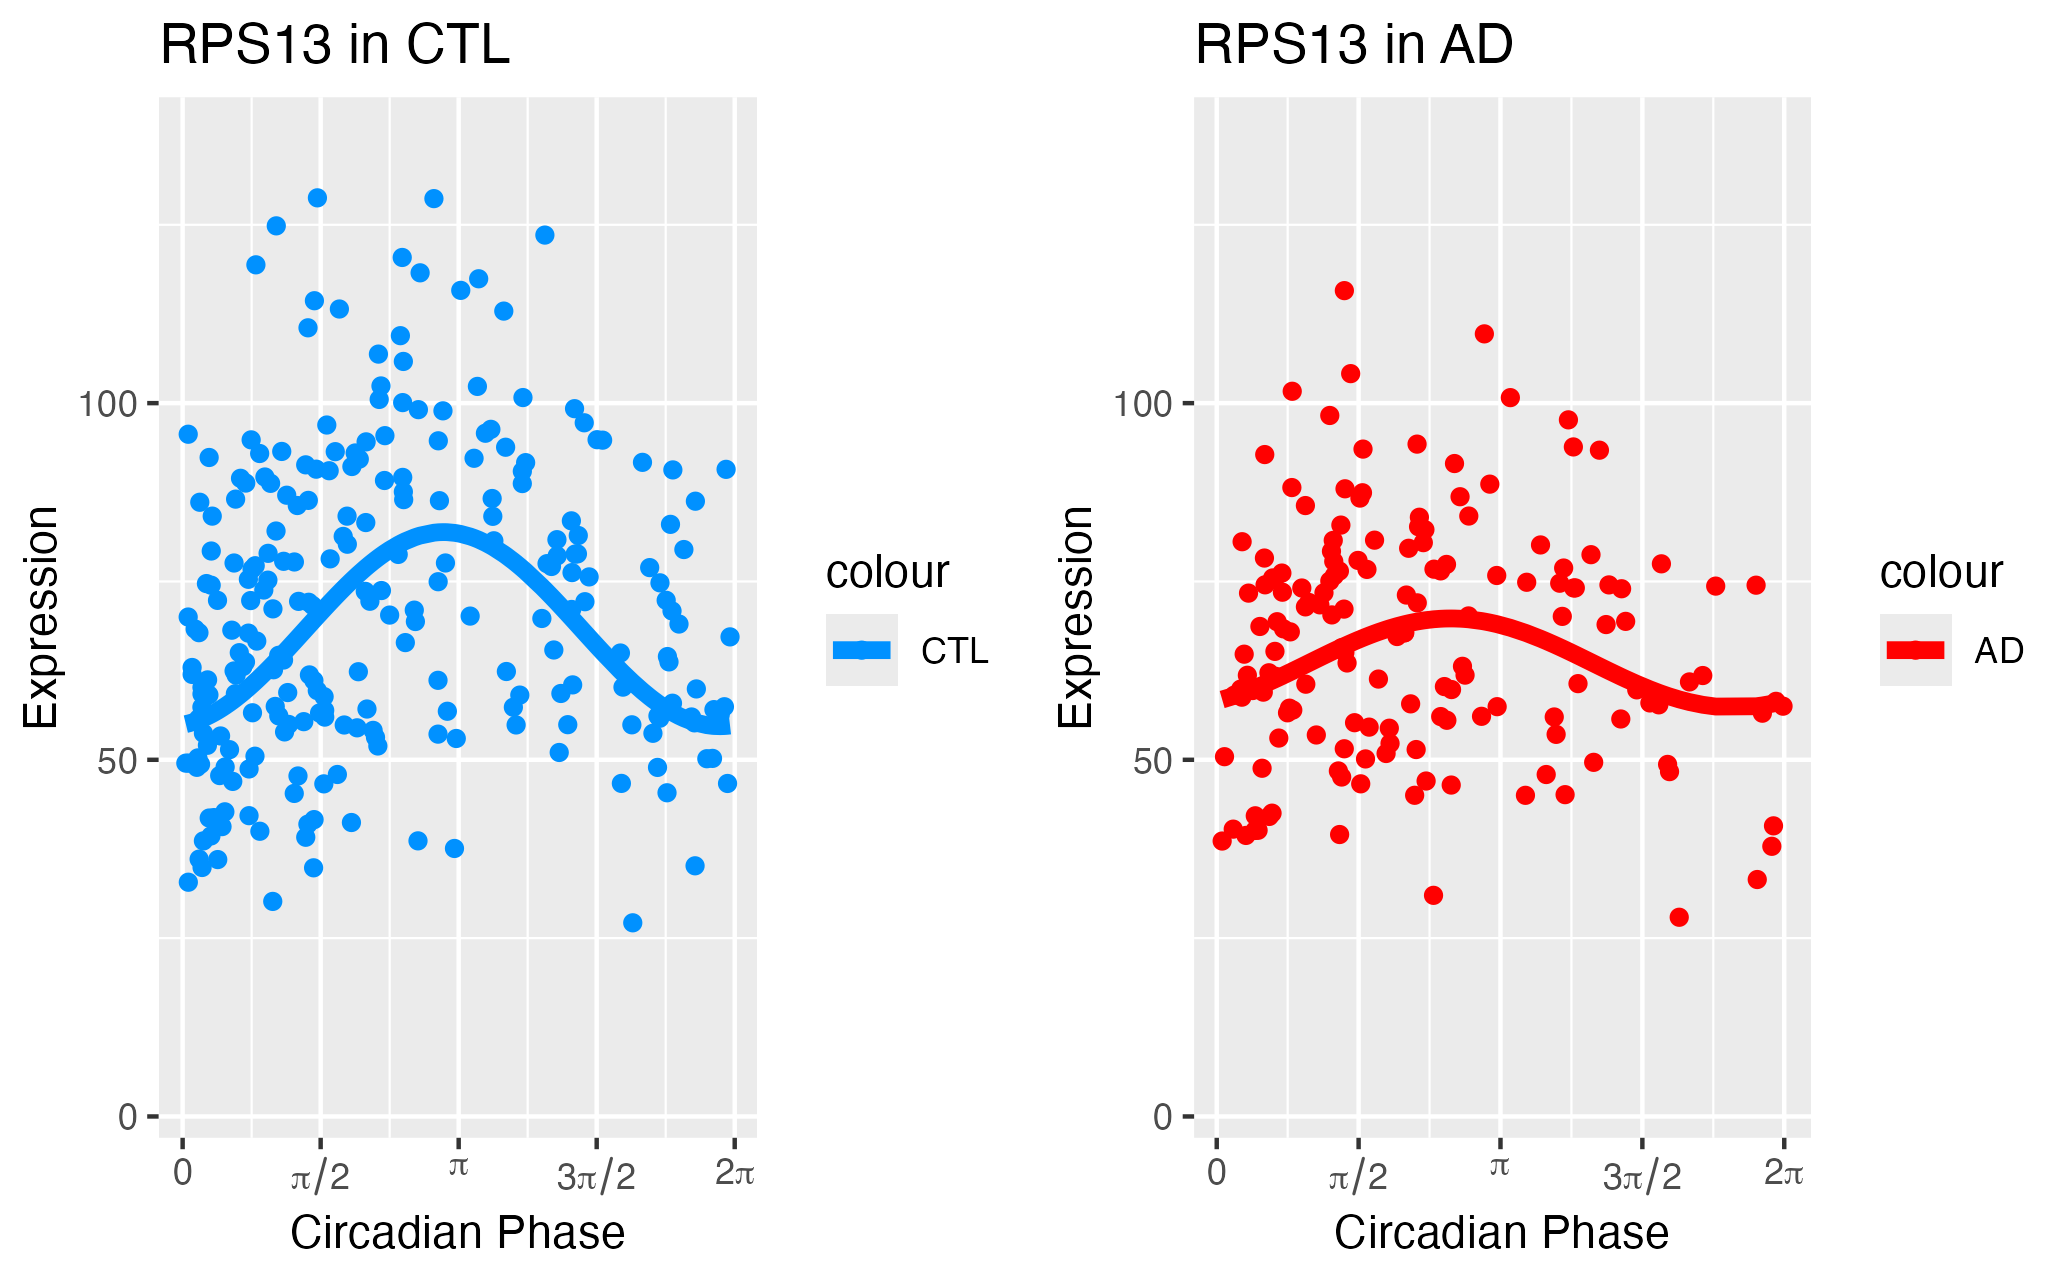 RPS13 in CTL
Expression
100
50
0
0 π/2 π 3π/2 2π
Circadian Phase
colour
CTL
RPS13 in AD
Expression
100
50
0
0 π/2 π 3π/2 2π
Circadian Phase
colour
AD